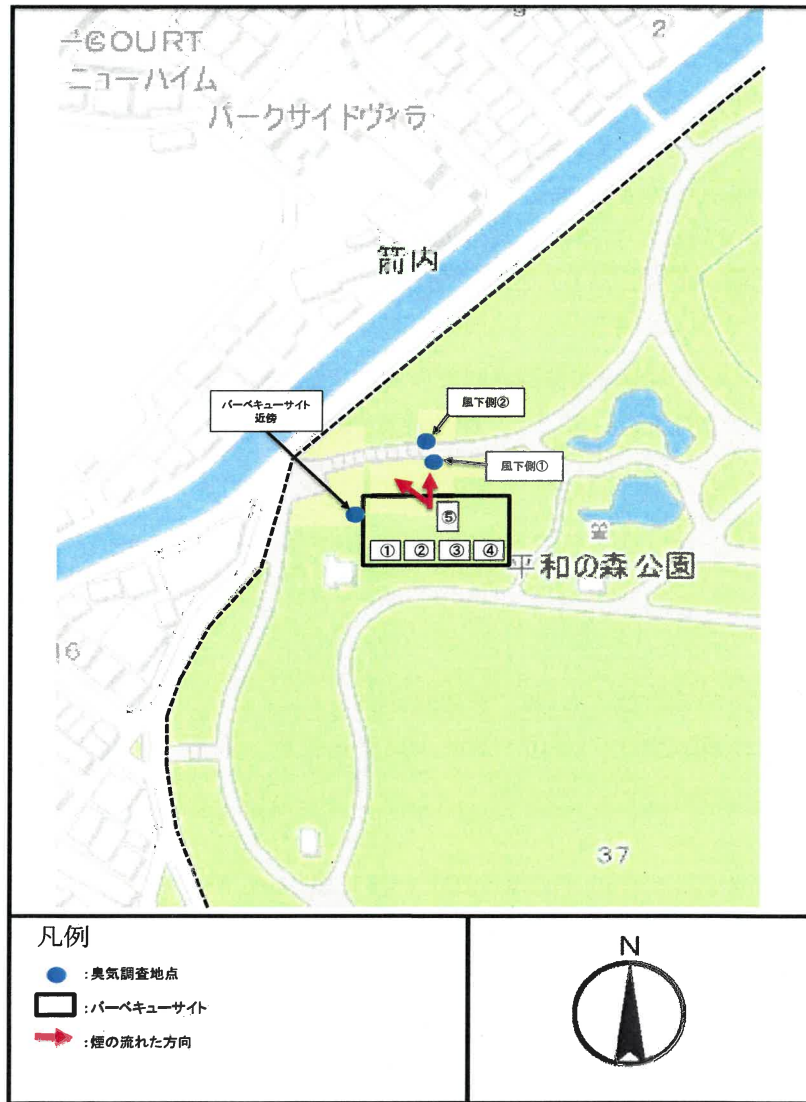 COURT
2
ニューハイム
パークサイドヴィラ
箭内
バーベキューサイト
近傍
風下側②
風下側①
⑤
① ② ③ ④
平和の森公園
16
37
凡例
:臭気調査地点
:バーベキューサイト
:煙の流れた方向
N